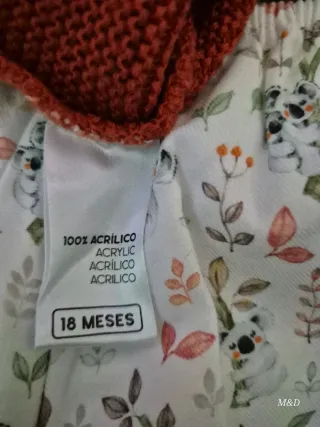 100% ACRÍLICO
ACRYLIC
ACRÍLICO
ACRILICO
18 MESES
M&D